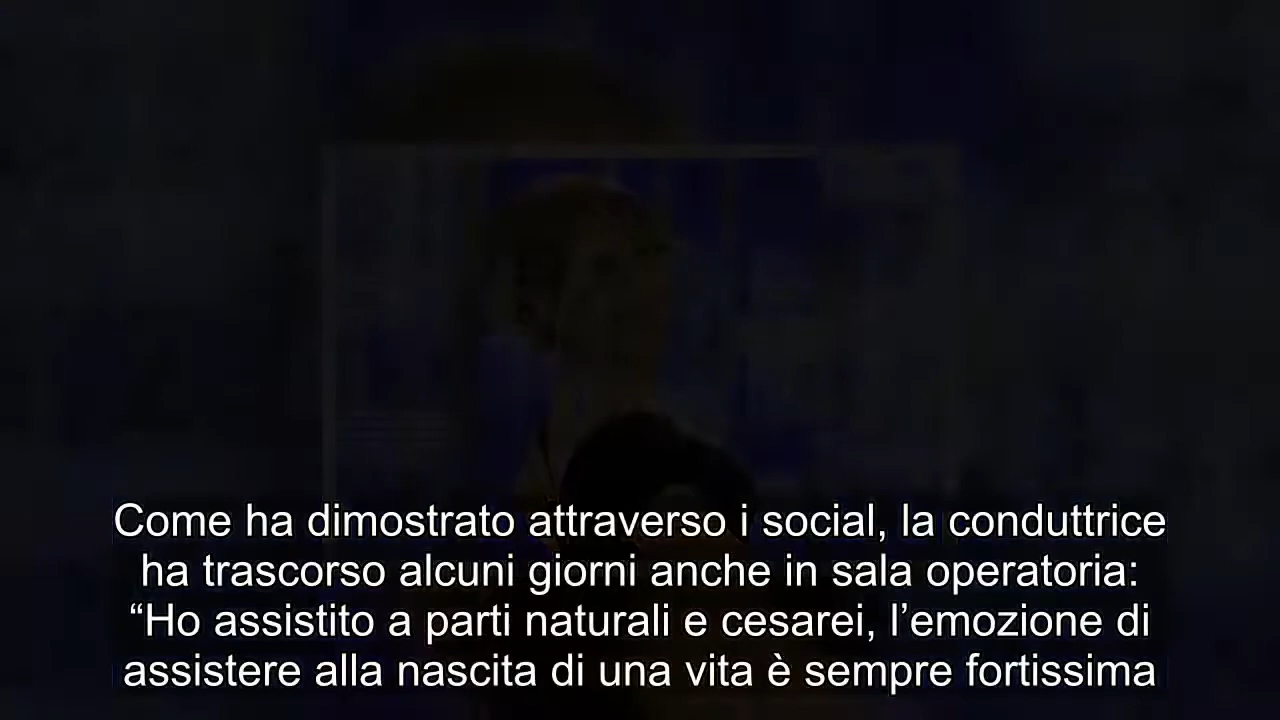 Come ha dimostrato attraverso i social, la conduttrice
ha trascorso alcuni giorni anche in sala operatoria:
“Ho assistito a parti naturali e cesarei, l’emozione di
assistere alla nascita di una vita è sempre fortissima